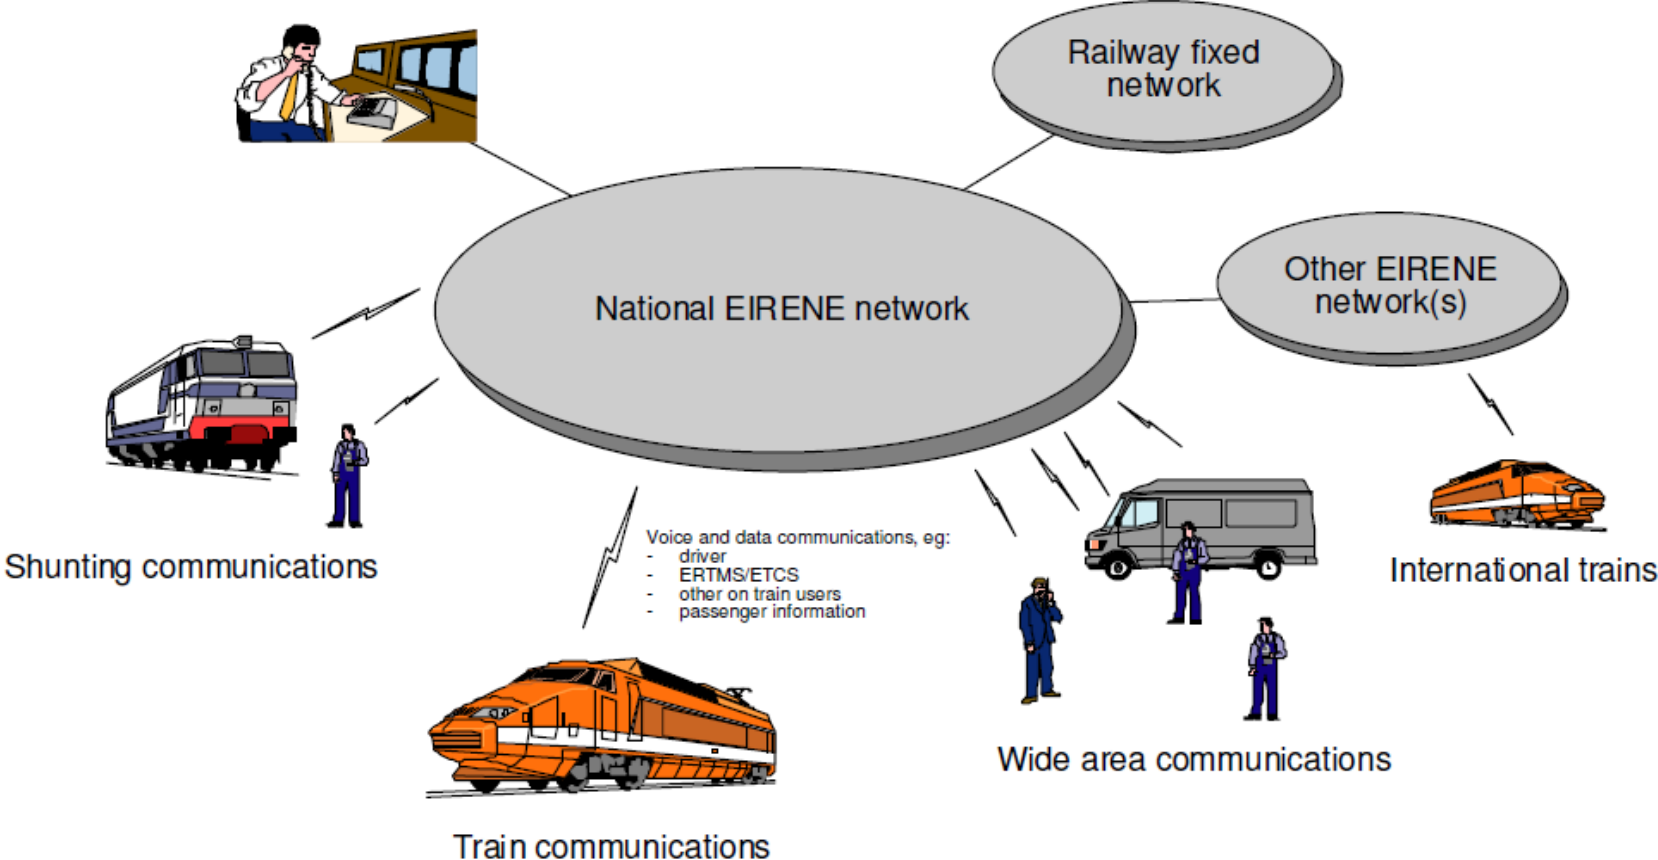 Railway fixed
network
Other EIRENE
network(s)
National EIRENE network
Voice and data communications, eg:
- driver
- ERTMS/ETCS
- other on train users
- passenger information
Shunting communications
International trains
Wide area communications
Train communications